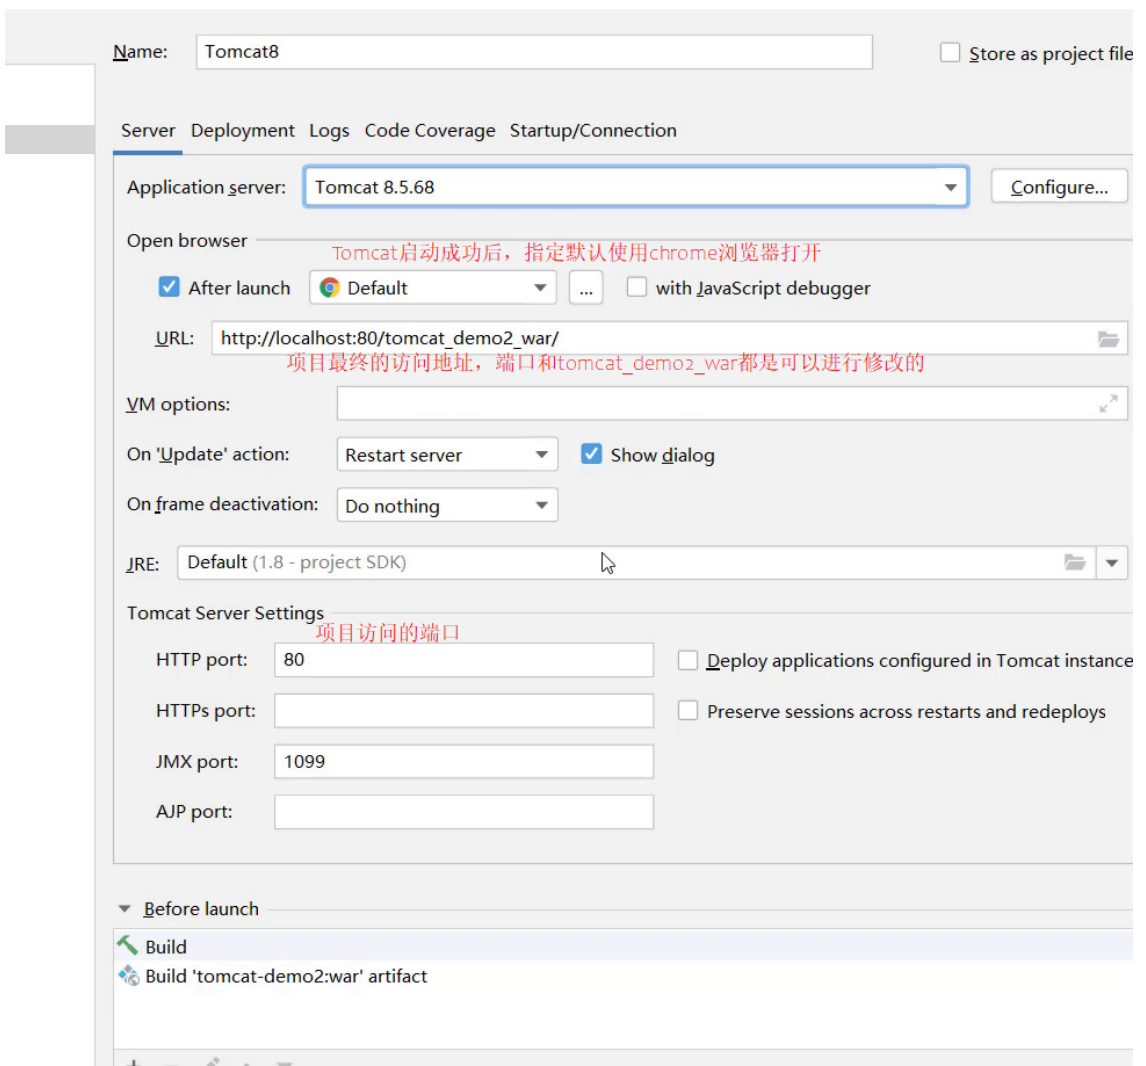 Name: Tomcat8 Store as project file
Server Deployment Logs Code Coverage Startup/Connection
Application server: Tomcat 8.5.68 Configure...
Open browser
Tomcat启动成功后，指定默认使用chrome浏览器打开
After launch Default ... with JavaScript debugger
URL: http://localhost:80/tomcat_demo2_war/
项目最终的访问地址，端口和tomcat_demo2_war都是可以进行修改的
VM options:
On 'Update' action: Restart server Show dialog
On frame deactivation: Do nothing
JRE: Default (1.8 - project SDK)
Tomcat Server Settings
项目访问的端口
HTTP port: 80 Deploy applications configured in Tomcat instance
HTTPs port: Preserve sessions across restarts and redeploys
JMX port: 1099
AJP port:
Before launch
Build
Build 'tomcat-demo2:war' artifact